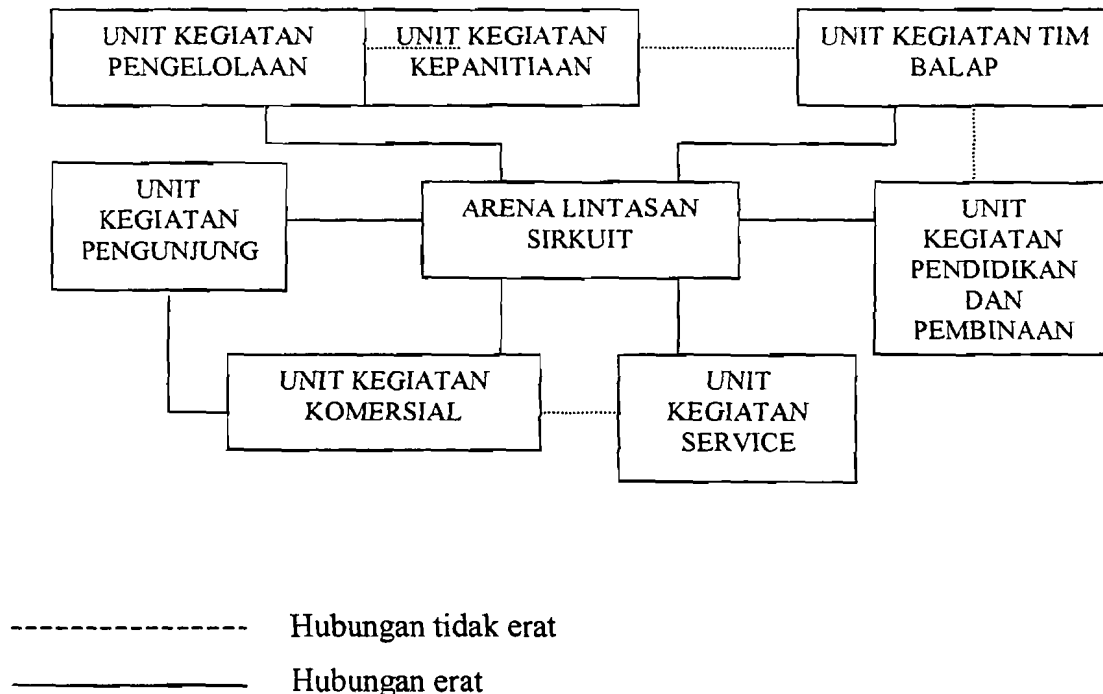 UNIT KEGIATAN
PENGELOLAAN
UNIT KEGIATAN
KEPANITIAAN
UNIT KEGIATAN TIM
BALAP
UNIT
KEGIATAN
PENGUNJUNG
ARENA LINTASAN
SIRKUIT
UNIT
KEGIATAN
PENDIDIKAN
DAN
PEMBINAAN
UNIT KEGIATAN
KOMERSIAL
UNIT
KEGIATAN
SERVICE
Hubungan tidak erat
Hubungan erat